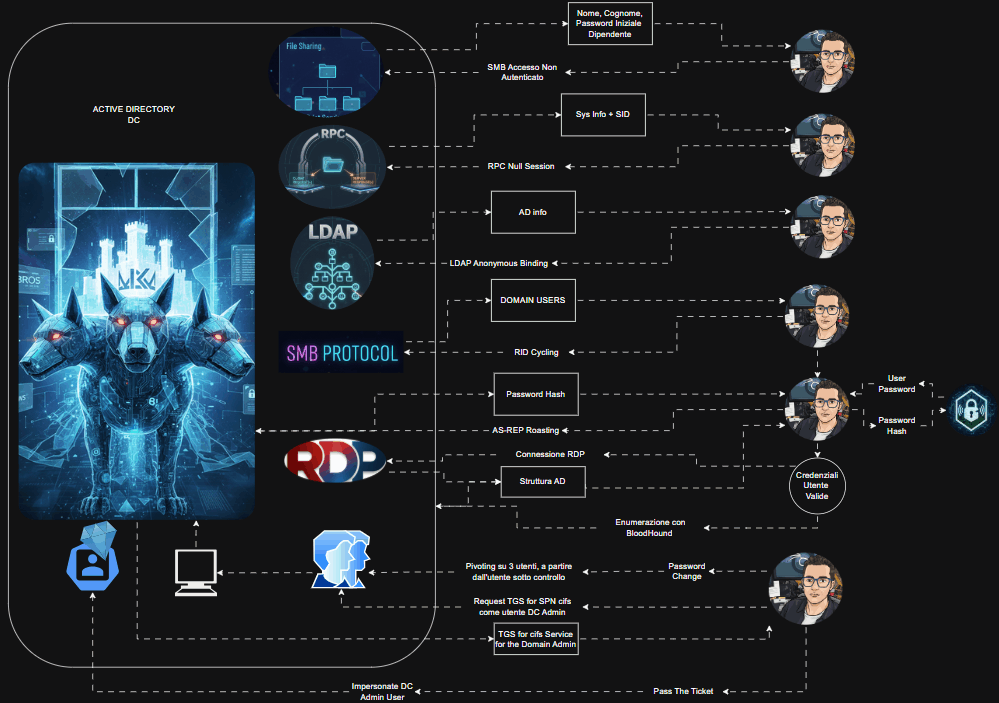 Nome, Cognome,
Password Iniziale
Dipendente
File Sharing
SMB Accesso Non
Autenticato
ACTIVE DIRECTORY
DC
Sys Info + SID
RPC
RPC Null Session
AD info
LDAP
LDAP Anonymous Binding
DOMAIN USERS
SMB PROTOCOL
RID Cycling
Password Hash
User
Password
Password
Hash
AS-REP Roasting
RDP
Connessione RDP
Struttura AD
Credenziali
Utente
Valide
Enumerazione con
BloodHound
Pivoting su 3 utenti, a partire
dall'utente sotto controllo
Password
Change
Request TGS for SPN cifs
come utente DC Admin
TGS for cifs Service
for the Domain Admin
Impersonate DC
Admin User
Pass The Ticket